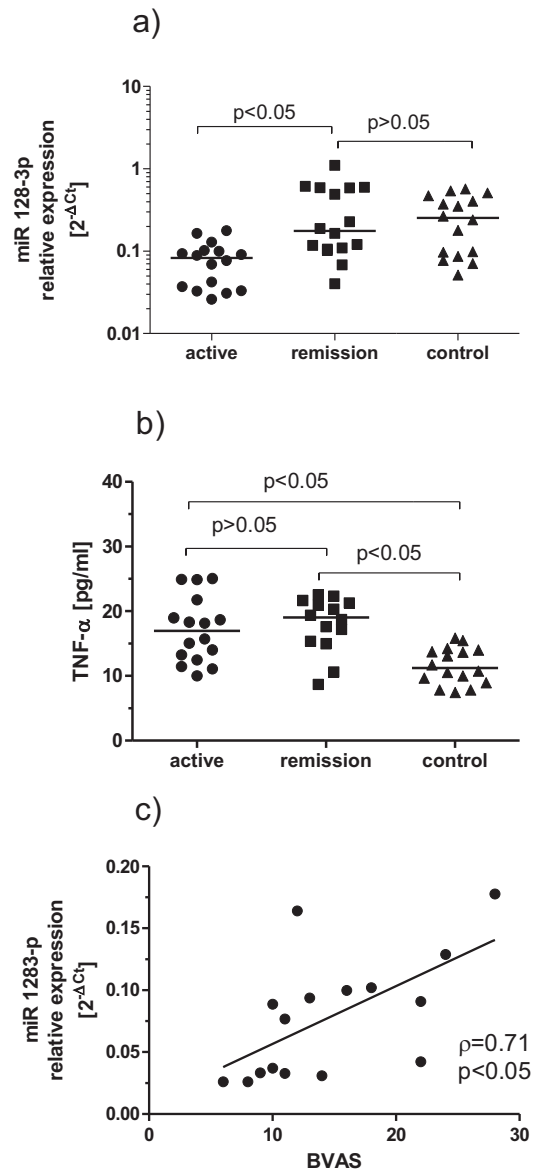 a)
miR 128-3p
relative expression
[2-ΔCt]
10
1
0.1
0.01
p<0.05
p>0.05
active remission control
b)
TNF-α [pg/ml]
40
30
20
10
0
p<0.05
p>0.05
p<0.05
active remission control
c)
miR 1283-p
relative expression
[2-ΔCt]
0.20
0.15
0.10
0.05
0.00
ρ=0.71
p<0.05
0 10 20 30
BVAS